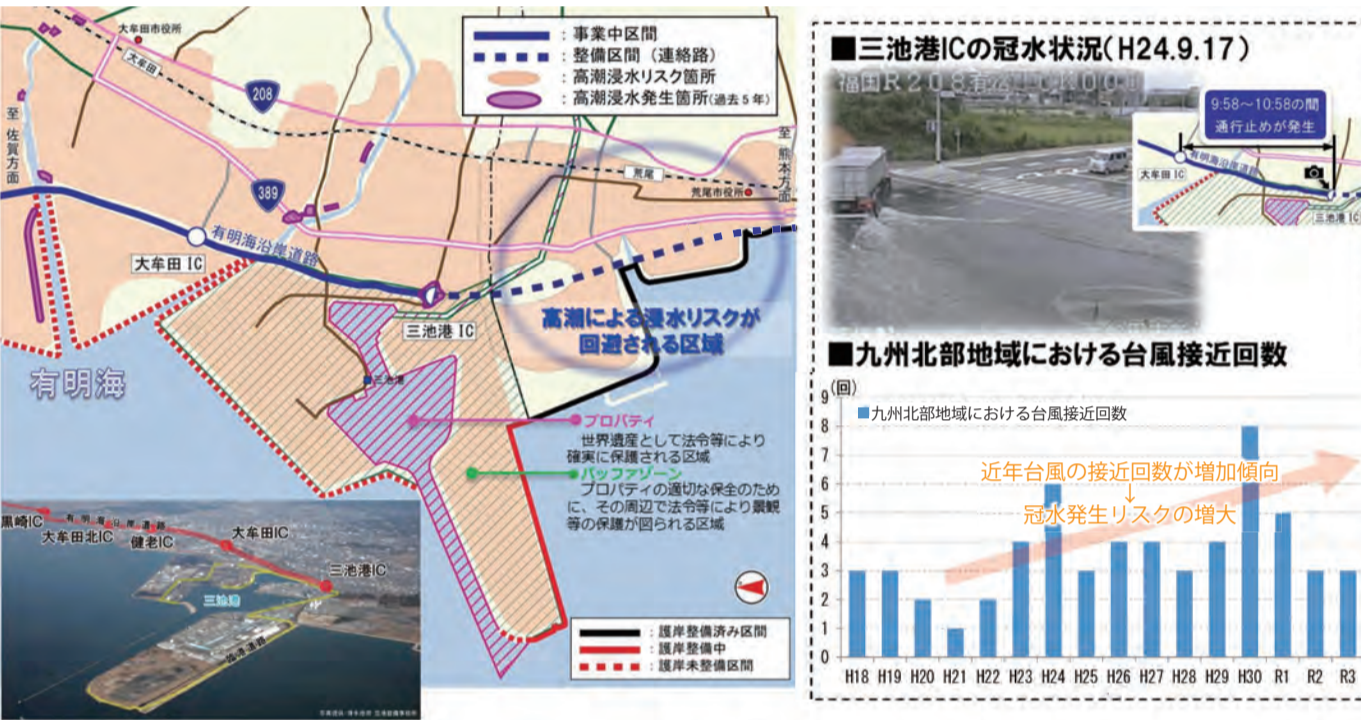 大牟田市役所
大牟田
208
389
至 佐賀方面
至 熊本方面
荒尾
荒尾市役所
：事業中区間
：整備区間（連絡路）
：高潮浸水リスク箇所
：高潮浸水発生箇所(過去5年)
有明海沿岸道路
大牟田 IC
三池港 IC
高潮による浸水リスクが
回避される区域
有明海
三池港
プロパティ
世界遺産として法令等により
確実に保護される区域
バッファゾーン
プロパティの適切な保全のため
に、その周辺で法令等により景観
等の保護が図られる区域
：護岸整備済み区間
：護岸整備中
：護岸未整備区間
黒崎IC
有明海沿岸道路
大牟田北IC
健老IC
大牟田IC
三池港IC
三池港
■三池港ICの冠水状況(H24.9.17)
9:58～10:58の間
通行止めが発生
有明海沿岸道路
大牟田 IC
三池港 IC
■九州北部地域における台風接近回数
(回)
■九州北部地域における台風接近回数
近年台風の接近回数が増加傾向
↓
冠水発生リスクの増大
9
8
7
6
5
4
3
2
1
0
H18 H19 H20 H21 H22 H23 H24 H25 H26 H27 H28 H29 H30 R1 R2 R3